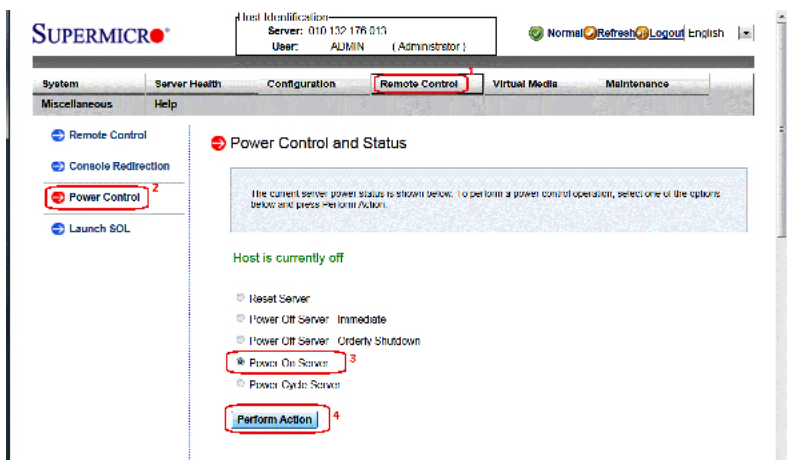 Host Identification
SUPERMICRO
Server: 010 132 176 013
User: ADMIN ( Administrator )
Normal Refresh Logout English
1
System Server Health Configuration Remote Control Virtual Media Maintenance
Miscellaneous Help
Remote Control
Console Redirection
Power Control 2
Launch SOL
Power Control and Status
The current server power status is shown below. To perform a power control operation, select one of the options
below and press Perform Action.
Host is currently off
Reset Server
Power Off Server Immediate
Power Off Server Orderly Shutdown
Power On Server 3
Power Cycle Server
Perform Action 4